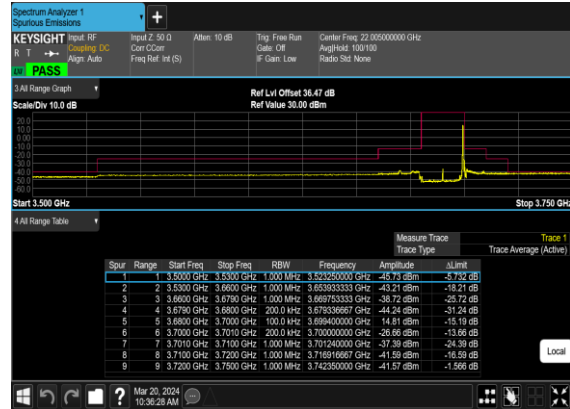 Spectrum Analyzer 1
Spurious Emissions
+
KEYSIGHT Input: RF Input Z: 50 Ω Atten: 10 dB Trig: Free Run Center Freq: 22.005000000 GHz
R T Coupling: DC Corr CCorr Gate: Off Avg|Hold: 100/100
Align: Auto Freq Ref: Int (S) IF Gain: Low Radio Std: None
PASS
3 All Range Graph
Ref Lvl Offset 36.47 dB
Scale/Div 10.0 dB Ref Value 30.00 dBm
20.0
10.0
0.00
-10.0
-20.0
-30.0
-40.0
-50.0
-60.0
Start 3.500 GHz Stop 3.750 GHz
4 All Range Table
Measure Trace Trace 1
Trace Type Trace Average (Active)
Spur Range Start Freq Stop Freq RBW Frequency Amplitude ΔLimit
1 1 3.5000 GHz 3.5300 GHz 1.000 MHz 3.523250000 GHz -45.73 dBm -5.732 dB
2 2 3.5300 GHz 3.6600 GHz 1.000 MHz 3.653933333 GHz -43.21 dBm -18.21 dB
3 3 3.6600 GHz 3.6790 GHz 1.000 MHz 3.669753333 GHz -38.72 dBm -25.72 dB
4 4 3.6790 GHz 3.6800 GHz 200.0 kHz 3.679336667 GHz -44.24 dBm -31.24 dB
5 5 3.6800 GHz 3.7000 GHz 100.0 kHz 3.699400000 GHz 14.81 dBm -15.19 dB
6 6 3.7000 GHz 3.7010 GHz 200.0 kHz 3.700000000 GHz -26.66 dBm -13.66 dB
7 7 3.7010 GHz 3.7100 GHz 1.000 MHz 3.701240000 GHz -37.39 dBm -24.39 dB
8 8 3.7100 GHz 3.7200 GHz 1.000 MHz 3.716916667 GHz -41.59 dBm -16.59 dB
9 9 3.7200 GHz 3.7500 GHz 1.000 MHz 3.742350000 GHz -41.57 dBm -1.566 dB
Local
? Mar 20, 2024
10:36:28 AM